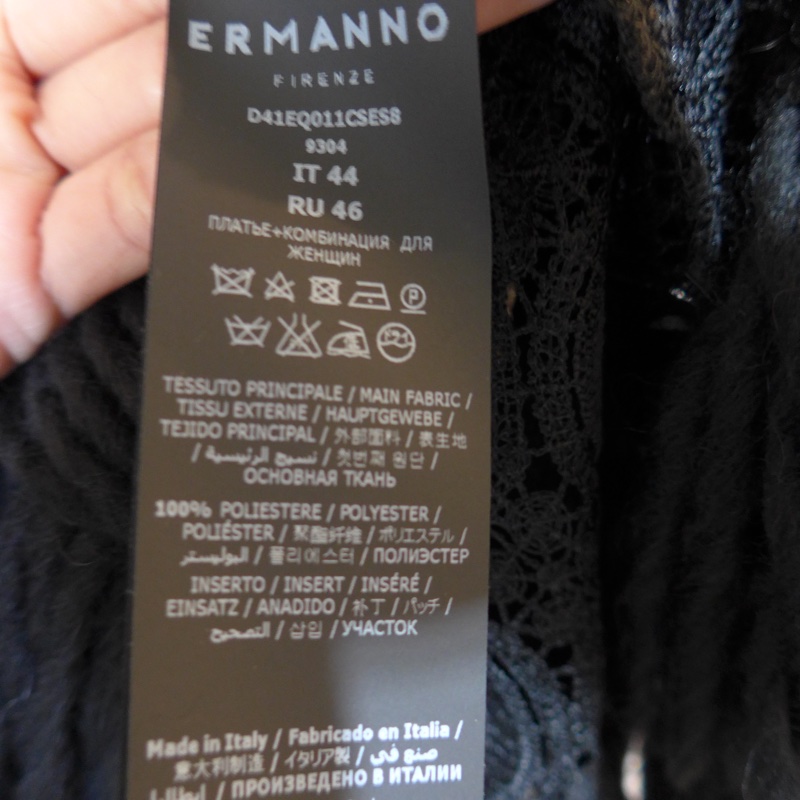 ERMANNO
FIRENZE
D41EQ011CSES8
9304
IT 44
RU 46
ПЛАТЬЕ+КОМБИНАЦИЯ ДЛЯ
ЖЕНЩИН
TESSUTO PRINCIPALE / MAIN FABRIC /
TISSU EXTERNE / HAUPTGEWEBE /
TEJIDO PRINCIPAL / 外部面料 / 表生地
/ نسيج الرئيسية / 첫번째 원단 /
ОСНОВНАЯ ТКАНЬ
100% POLIESTERE / POLYESTER /
POLIÉSTER / 聚酯纤维 / ポリエステル /
البوليستر / 폴리에스터 / ПОЛИЭСТЕР
INSERTO / INSERT / INSÉRÉ /
EINSATZ / ANADIDO / 补丁 / パッチ /
التصحيح / 삽입 / УЧАСТОК
Made in Italy / Fabricado en Italia /
意大利制造 / イタリア製 / صنع في
إيطاليا / ПРОИЗВЕДЕНО В ИТАЛИИ